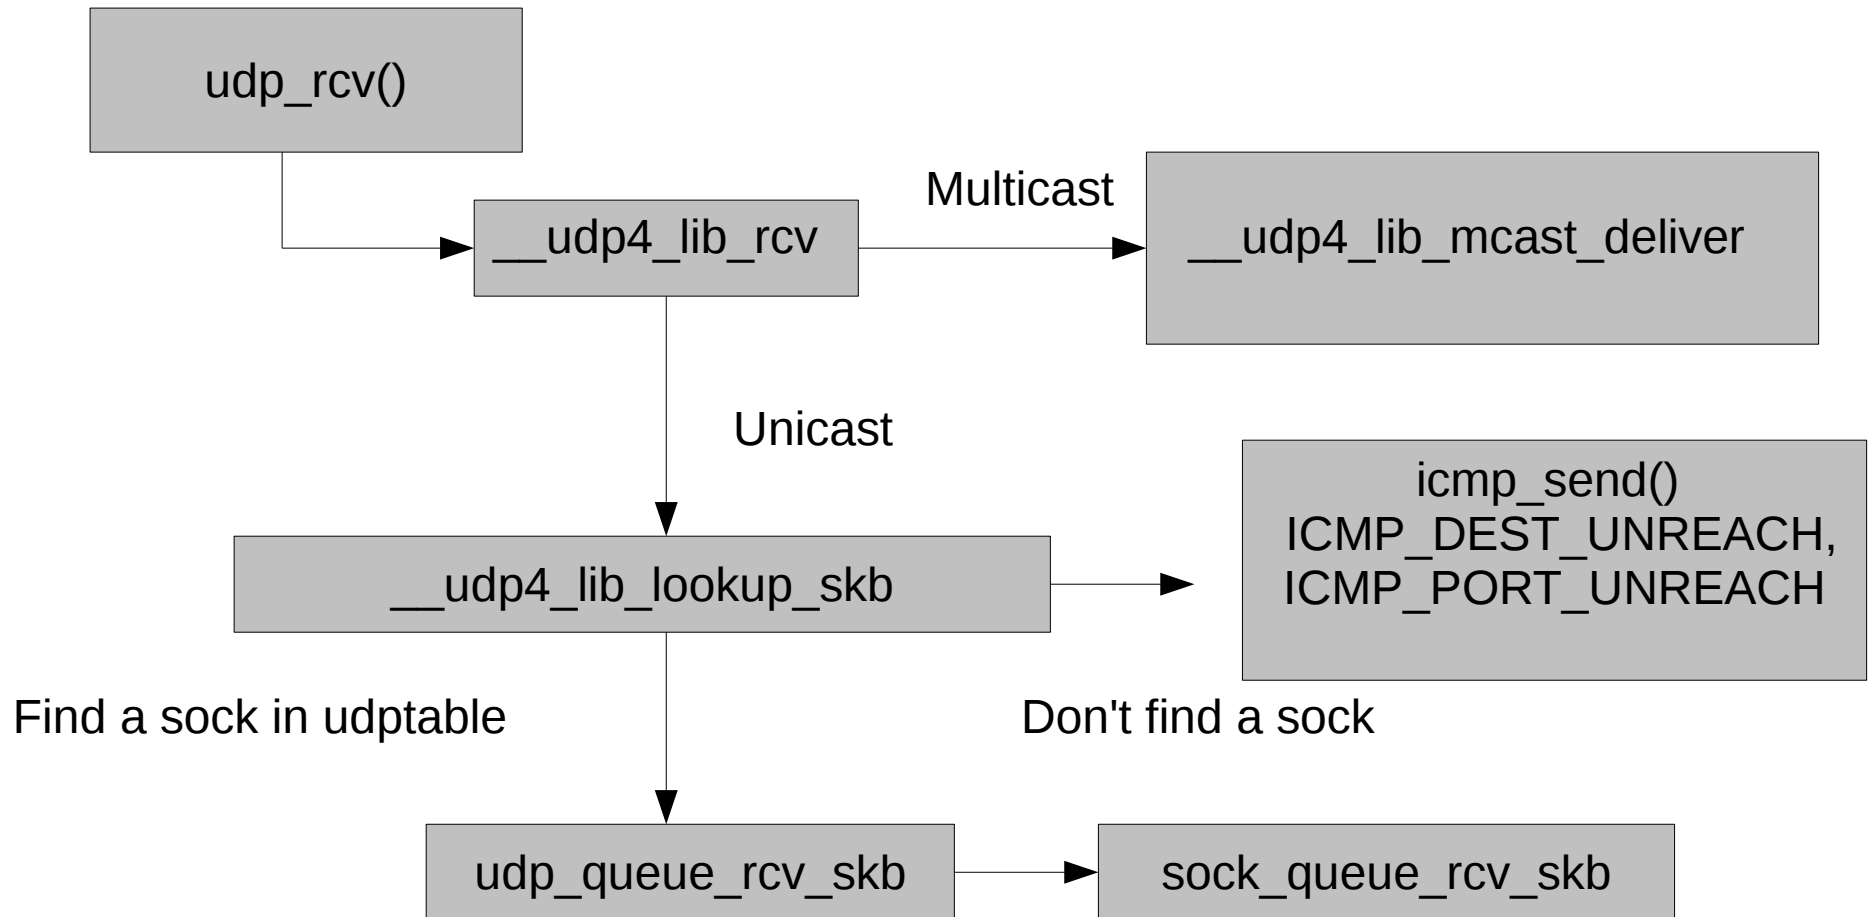 udp_rcv()
Multicast
__udp4_lib_rcv
__udp4_lib_mcast_deliver
Unicast
icmp_send()
ICMP_DEST_UNREACH,
ICMP_PORT_UNREACH
__udp4_lib_lookup_skb
Find a sock in udptable
Don't find a sock
udp_queue_rcv_skb
sock_queue_rcv_skb